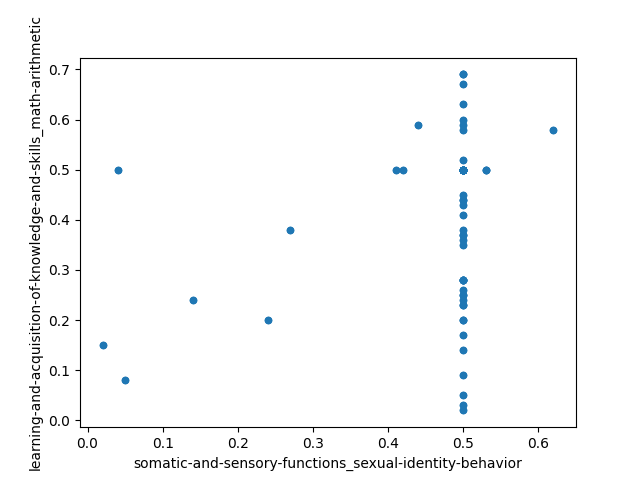 learning-and-acquisition-of-knowledge-and-skills_math-arithmetic
0.7
0.6
0.5
0.4
0.3
0.2
0.1
0.0
0.0 0.1 0.2 0.3 0.4 0.5 0.6
somatic-and-sensory-functions_sexual-identity-behavior